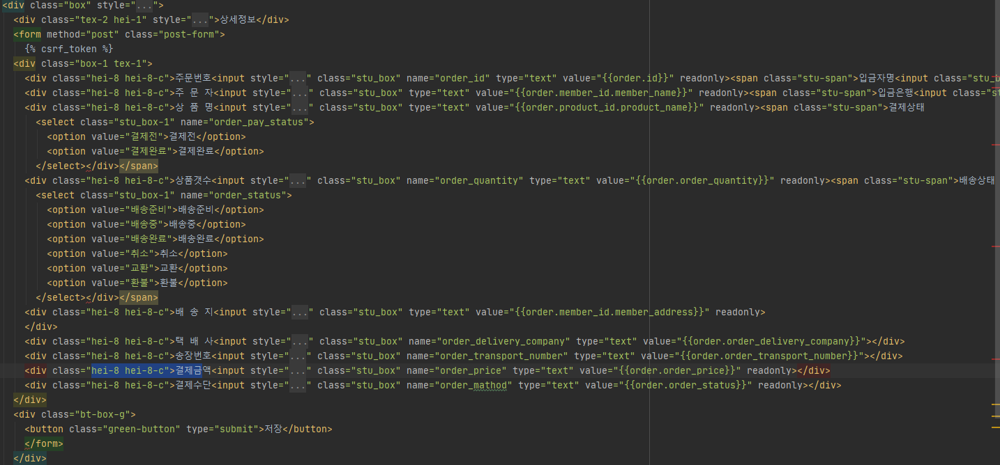 <div class="box" style="...">
<div class="tex-2 hei-1" style="...">상세정보</div>
<form method="post" class="post-form">
{% csrf_token %}
<div class="box-1 tex-1">
<div class="hei-8 hei-8-c">주문번호<input style="..." class="stu_box" name="order_id" type="text" value="{{order.id}}" readonly><span class="stu-span">입금자명<input class="stu_b
<div class="hei-8 hei-8-c">주 문 자<input style="..." class="stu_box" type="text" value="{{order.member_id.member_name}}" readonly><span class="stu-span">입금은행<input class="st
<div class="hei-8 hei-8-c">상 품 명<input style="..." class="stu_box" type="text" value="{{order.product_id.product_name}}" readonly><span class="stu-span">결제상태
<select class="stu_box-1" name="order_pay_status">
<option value="결제전">결제전</option>
<option value="결제완료">결제완료</option>
</select></div></span>
<div class="hei-8 hei-8-c">상품갯수<input style="..." class="stu_box" name="order_quantity" type="text" value="{{order.order_quantity}}" readonly><span class="stu-span">배송상태
<select class="stu_box-1" name="order_status">
<option value="배송준비">배송준비</option>
<option value="배송중">배송중</option>
<option value="배송완료">배송완료</option>
<option value="취소">취소</option>
<option value="교환">교환</option>
<option value="환불">환불</option>
</select></div></span>
<div class="hei-8 hei-8-c">배 송 지<input style="..." class="stu_box" type="text" value="{{order.member_id.member_address}}" readonly>
</div>
<div class="hei-8 hei-8-c">택 배 사<input style="..." class="stu_box" name="order_delivery_company" type="text" value="{{order.order_delivery_company}}"></div>
<div class="hei-8 hei-8-c">송장번호<input style="..." class="stu_box" name="order_transport_number" type="text" value="{{order.order_transport_number}}"></div>
<div class="hei-8 hei-8-c">결제금액<input style="..." class="stu_box" name="order_price" type="text" value="{{order.order_price}}" readonly></div>
<div class="hei-8 hei-8-c">결제수단<input style="..." class="stu_box" name="order_mathod" type="text" value="{{order.order_status}}" readonly></div>
</div>
<div class="bt-box-g">
<button class="green-button" type="submit">저장</button>
</form>
</div>